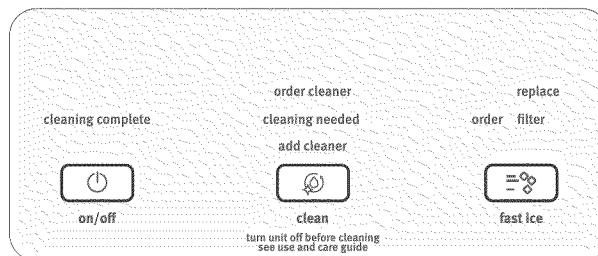 order cleaner
replace
cleaning complete
cleaning needed
order filter
add cleaner
on/off
clean
fast ice
turn unit off before cleaning
see use and care guide